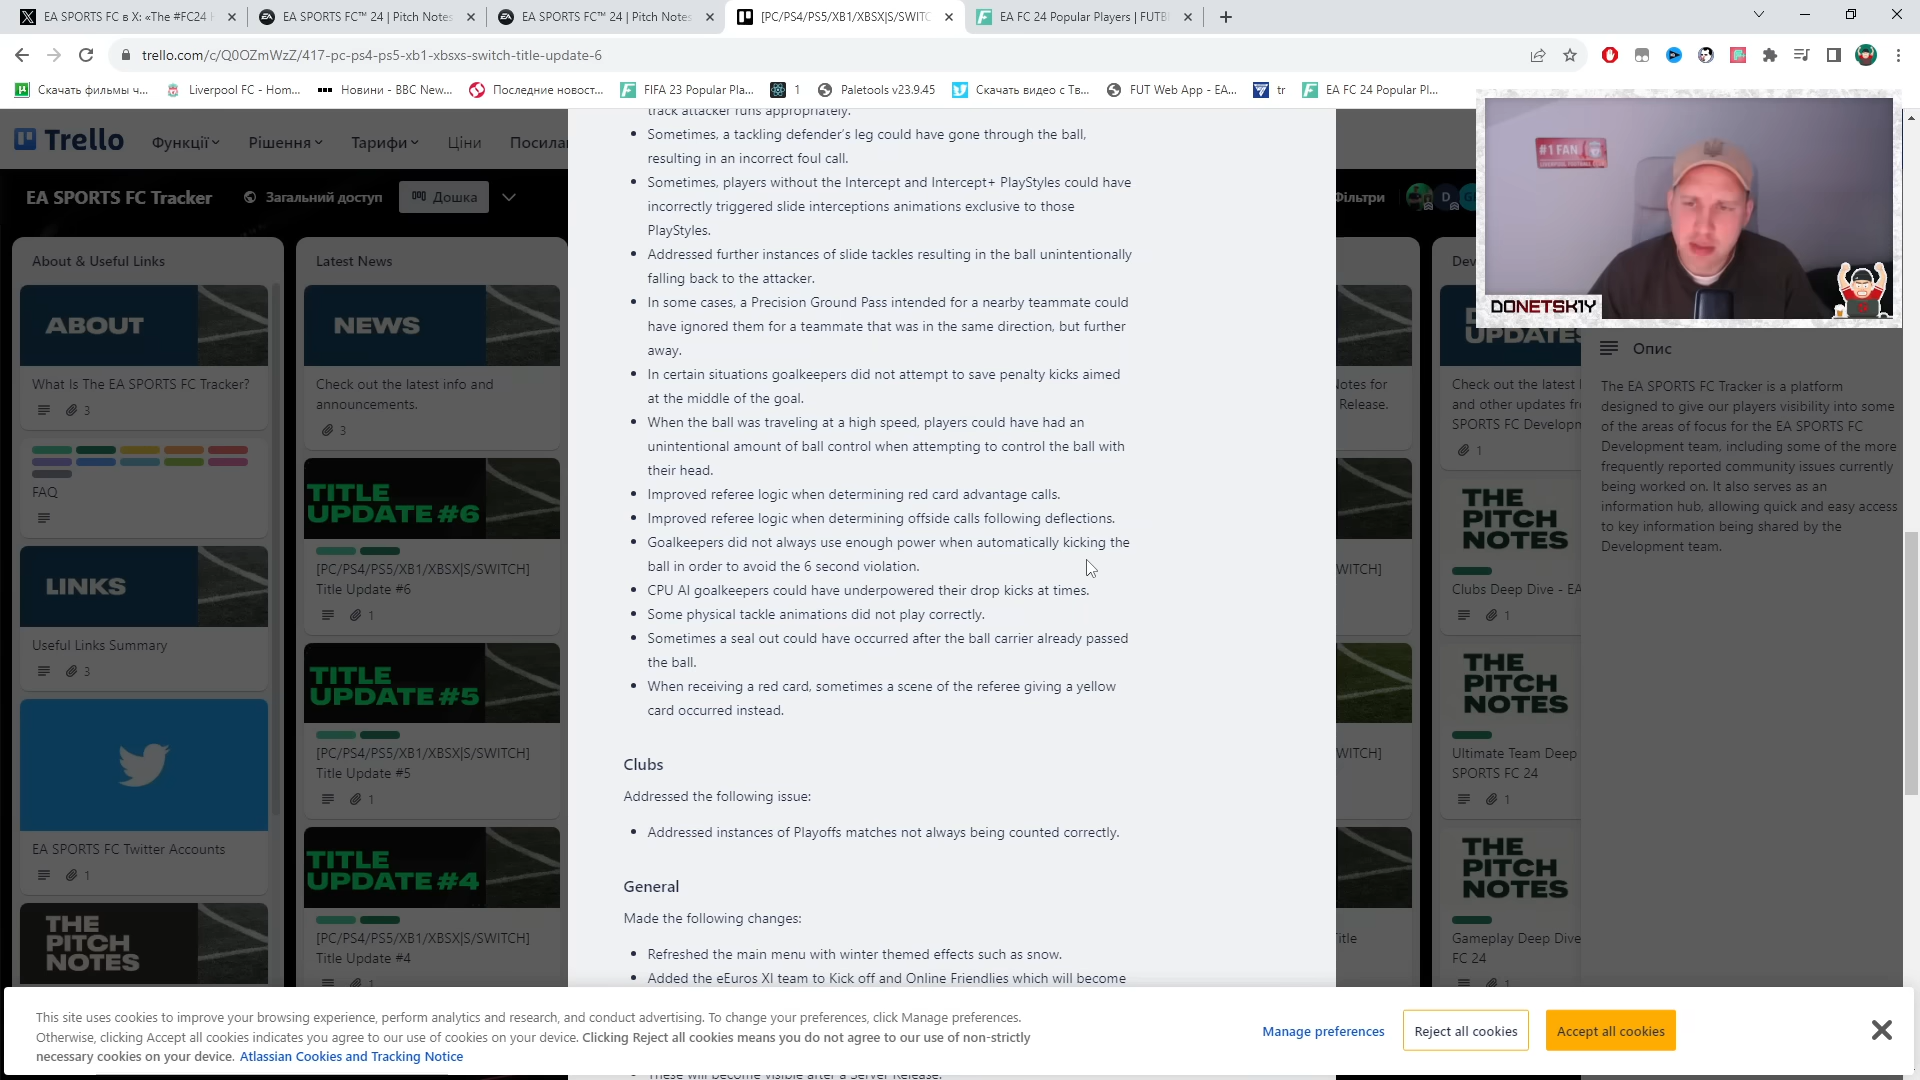 EA SPORTS FC в X: «The #FC24
EA SPORTS FC™ 24 | Pitch Notes
EA SPORTS FC™ 24 | Pitch Notes
[PC/PS4/PS5/XB1/XBSX|S/SWITC
EA FC 24 Popular Players | FUTB
trello.com/c/Q0OZmWzZ/417-pc-ps4-ps5-xb1-xbsxs-switch-title-update-6
Скачать фильмы ч...
Liverpool FC - Hom...
Новини - BBC New...
Последние новост...
FIFA 23 Popular Pla...
1
Paletools v23.9.45
Скачать видео с Тв...
FUT Web App - EA...
tr
EA FC 24 Popular Pl...
Trello
Функції
Рішення
Тарифи
Ціни
EA SPORTS FC Tracker
Загальний доступ
Дошка
Фільтри
D
About & Useful Links
ABOUT
What Is The EA SPORTS FC Tracker?
3
FAQ
LINKS
Useful Links Summary
3
EA SPORTS FC Twitter Accounts
1
THE
PITCH
NOTES
Latest News
NEWS
Check out the latest info and
announcements.
3
TITLE
UPDATE #6
[PC/PS4/PS5/XB1/XBSX|S/SWITCH]
Title Update #6
1
TITLE
UPDATE #5
[PC/PS4/PS5/XB1/XBSX|S/SWITCH]
Title Update #5
1
TITLE
UPDATE #4
[PC/PS4/PS5/XB1/XBSX|S/SWITCH]
Title Update #4
1
track attacker runs appropriately.
Sometimes, a tackling defender's leg could have gone through the ball,
resulting in an incorrect foul call.
Sometimes, players without the Intercept and Intercept+ PlayStyles could have
incorrectly triggered slide interceptions animations exclusive to those
PlayStyles.
Addressed further instances of slide tackles resulting in the ball unintentionally
falling back to the attacker.
In some cases, a Precision Ground Pass intended for a nearby teammate could
have ignored them for a teammate that was in the same direction, but further
away.
In certain situations goalkeepers did not attempt to save penalty kicks aimed
at the middle of the goal.
When the ball was traveling at a high speed, players could have had an
unintentional amount of ball control when attempting to control the ball with
their head.
Improved referee logic when determining red card advantage calls.
Improved referee logic when determining offside calls following deflections.
Goalkeepers did not always use enough power when automatically kicking the
ball in order to avoid the 6 second violation.
CPU AI goalkeepers could have underpowered their drop kicks at times.
Some physical tackle animations did not play correctly.
Sometimes a seal out could have occurred after the ball carrier already passed
the ball.
When receiving a red card, sometimes a scene of the referee giving a yellow
card occurred instead.
Clubs
Addressed the following issue:
Addressed instances of Playoffs matches not always being counted correctly.
General
Made the following changes:
Refreshed the main menu with winter themed effects such as snow.
Added the eEuros XI team to Kick off and Online Friendlies which will become
These will become visible after a Server Release.
Notes for
Release.
WITCH]
WITCH]
Title
UPDATES
Check out the latest
and other updates fr
SPORTS FC Develop
1
THE
PITCH
NOTES
Clubs Deep Dive - EA
1
THE
PITCH
NOTES
Ultimate Team Deep
SPORTS FC 24
1
THE
PITCH
NOTES
Gameplay Deep Dive
FC 24
1
#1 FAN
DONETSK1Y
Опис
The EA SPORTS FC Tracker is a platform
designed to give our players visibility into some
of the areas of focus for the EA SPORTS FC
Development team, including some of the more
frequently reported community issues currently
being worked on. It also serves as an
information hub, allowing quick and easy access
to key information being shared by the
Development team.
This site uses cookies to improve your browsing experience, perform analytics and research, and conduct advertising. To change your preferences, click Manage preferences.
Otherwise, clicking Accept all cookies indicates you agree to our use of cookies on your device. Clicking Reject all cookies means you do not agree to our use of non-strictly
necessary cookies on your device. Atlassian Cookies and Tracking Notice
Manage preferences
Reject all cookies
Accept all cookies